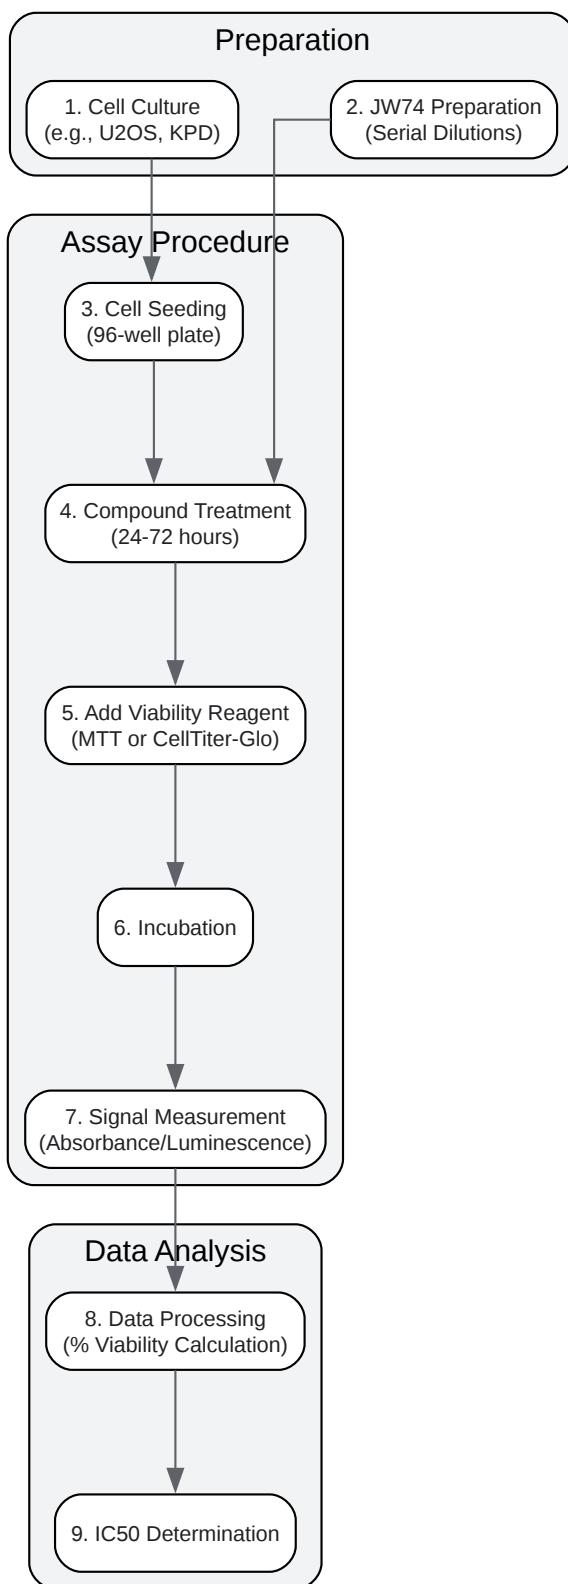 Preparation
1. Cell Culture
(e.g., U2OS, KPD)
2. JW74 Preparation
(Serial Dilutions)
Assay Procedure
3. Cell Seeding
(96-well plate)
4. Compound Treatment
(24-72 hours)
5. Add Viability Reagent
(MTT or CellTiter-Glo)
6. Incubation
7. Signal Measurement
(Absorbance/Luminescence)
Data Analysis
8. Data Processing
(% Viability Calculation)
9. IC50 Determination